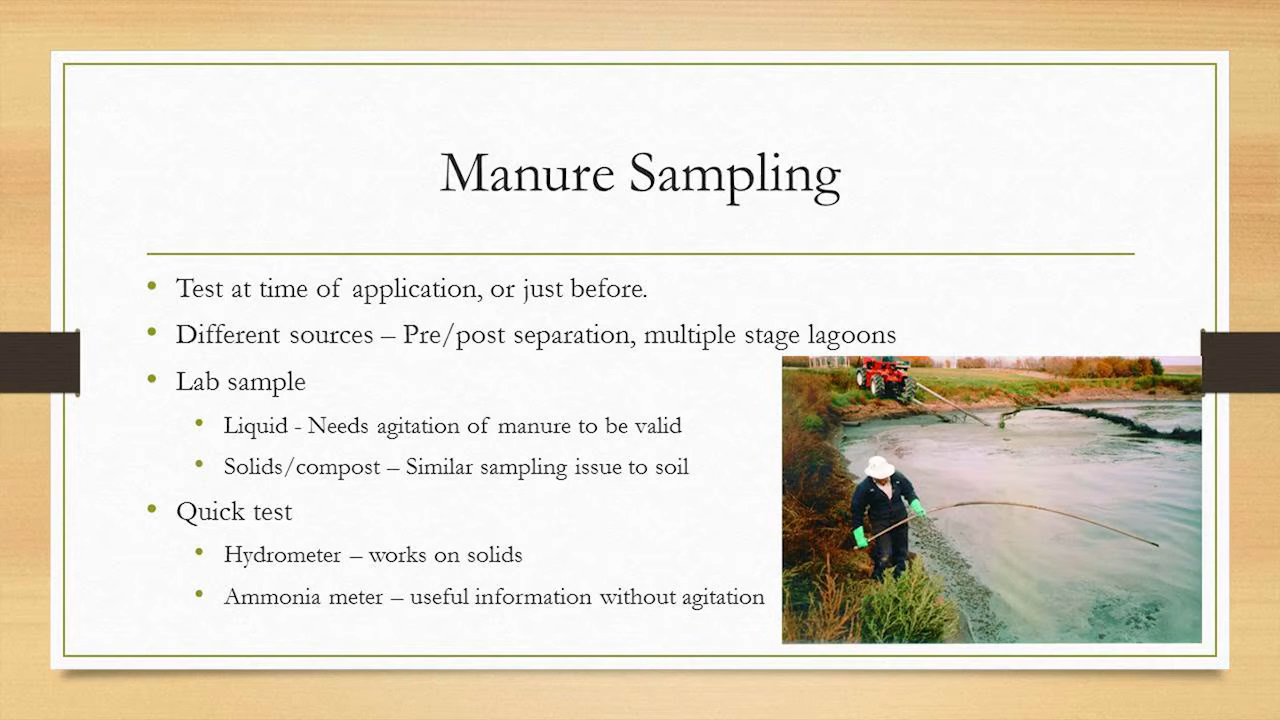 Manure Sampling
• Test at time of application, or just before.
• Different sources – Pre/post separation, multiple stage lagoons
• Lab sample
• Liquid - Needs agitation of manure to be valid
• Solids/compost – Similar sampling issue to soil
• Quick test
• Hydrometer – works on solids
• Ammonia meter – useful information without agitation